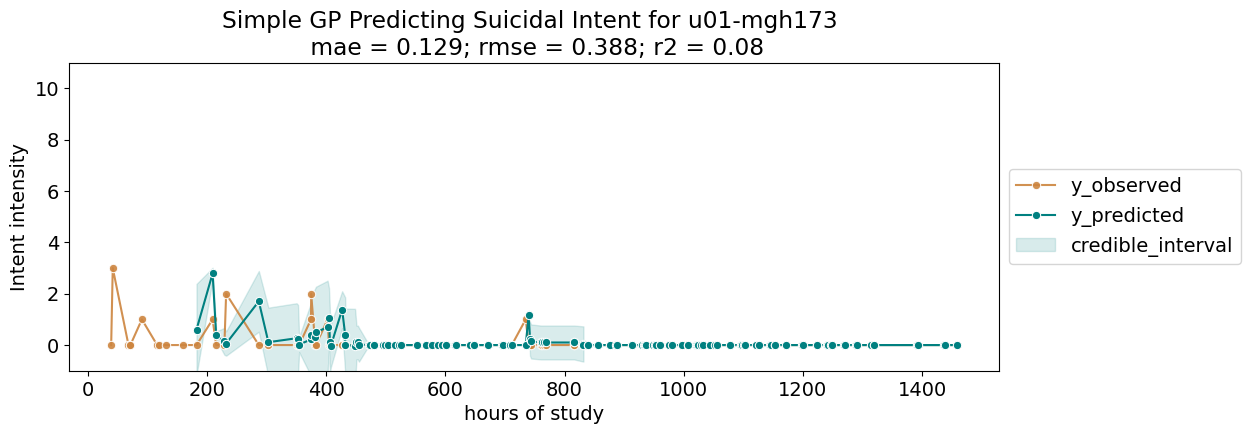 Simple GP Predicting Suicidal Intent for u01-mgh173
mae = 0.129; rmse = 0.388; r2 = 0.08
10
8
6
4
2
0
Intent intensity
0 200 400 600 800 1000 1200 1400
hours of study
y_observed
y_predicted
credible_interval